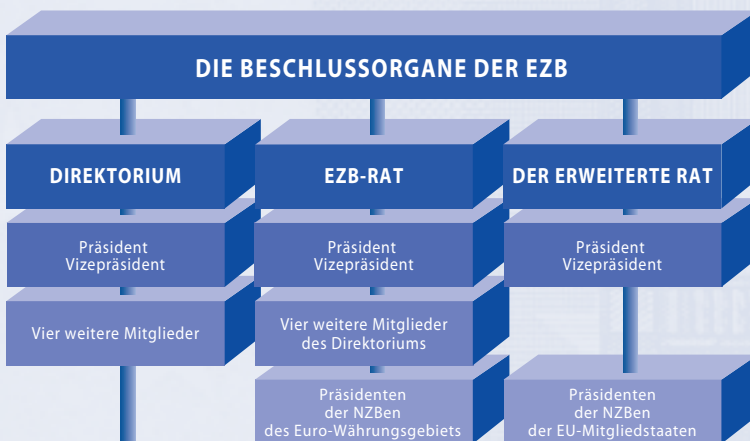 DIE BESCHLUSSORGANE DER EZB
DIREKTORIUM
Präsident
Vizepräsident
Vier weitere Mitglieder
EZB-RAT
Präsident
Vizepräsident
Vier weitere Mitglieder
des Direktoriums
Präsidenten
der NZBen
des Euro-Währungsgebiets
DER ERWEITERTE RAT
Präsident
Vizepräsident
Präsidenten
der NZBen
der EU-Mitgliedstaaten